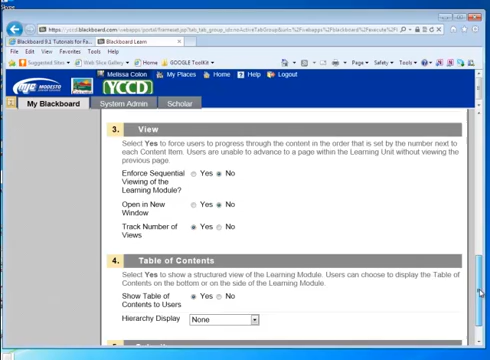 Skype
Blackboard 9.1 Tutorials for Fa...
Blackboard Learn
File Edit View Favorites Tools Help
Suggested Sites
Web Slice Gallery
Home
GOOGLE ToolKit
Page
Safety
Tools
Melissa Colon
My Places
Home
Help
Logout
MODESTO
YCCD
My Blackboard
System Admin
Scholar
3. View
Select Yes to force users to progress through the content in the order that is set by the number next to
each Content Item. Users are unable to advance to a page within the Learning Unit without viewing the
previous page.
Enforce Sequential Yes No
Viewing of the
Learning Module?
Open in New Yes No
Window
Track Number of Yes No
Views
4. Table of Contents
Select Yes to show a structured view of the Learning Module. Users can choose to display the Table of
Contents on the bottom or on the side of the Learning Module.
Show Table of Yes No
Contents to Users
Hierarchy Display None